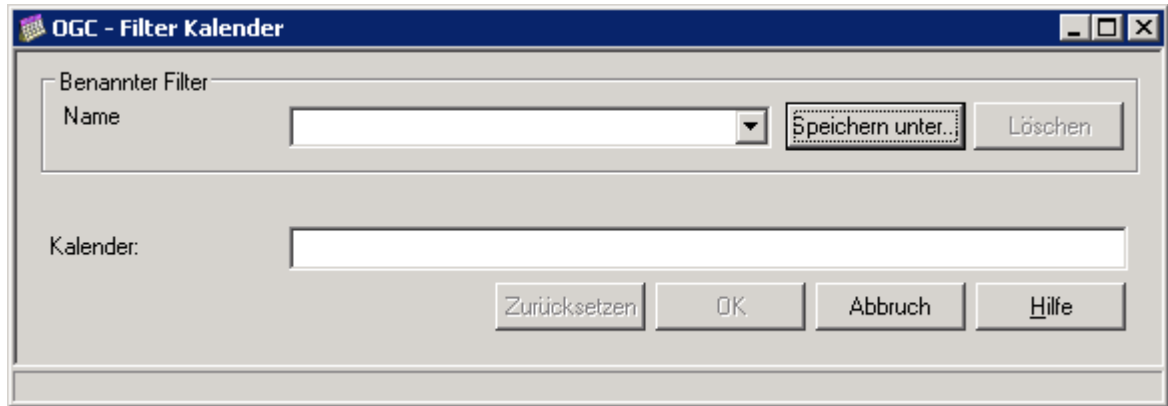 OGC - Filter Kalender
Benannter Filter
Name
Speichern unter...
Löschen
Kalender:
Zurücksetzen
OK
Abbruch
Hilfe